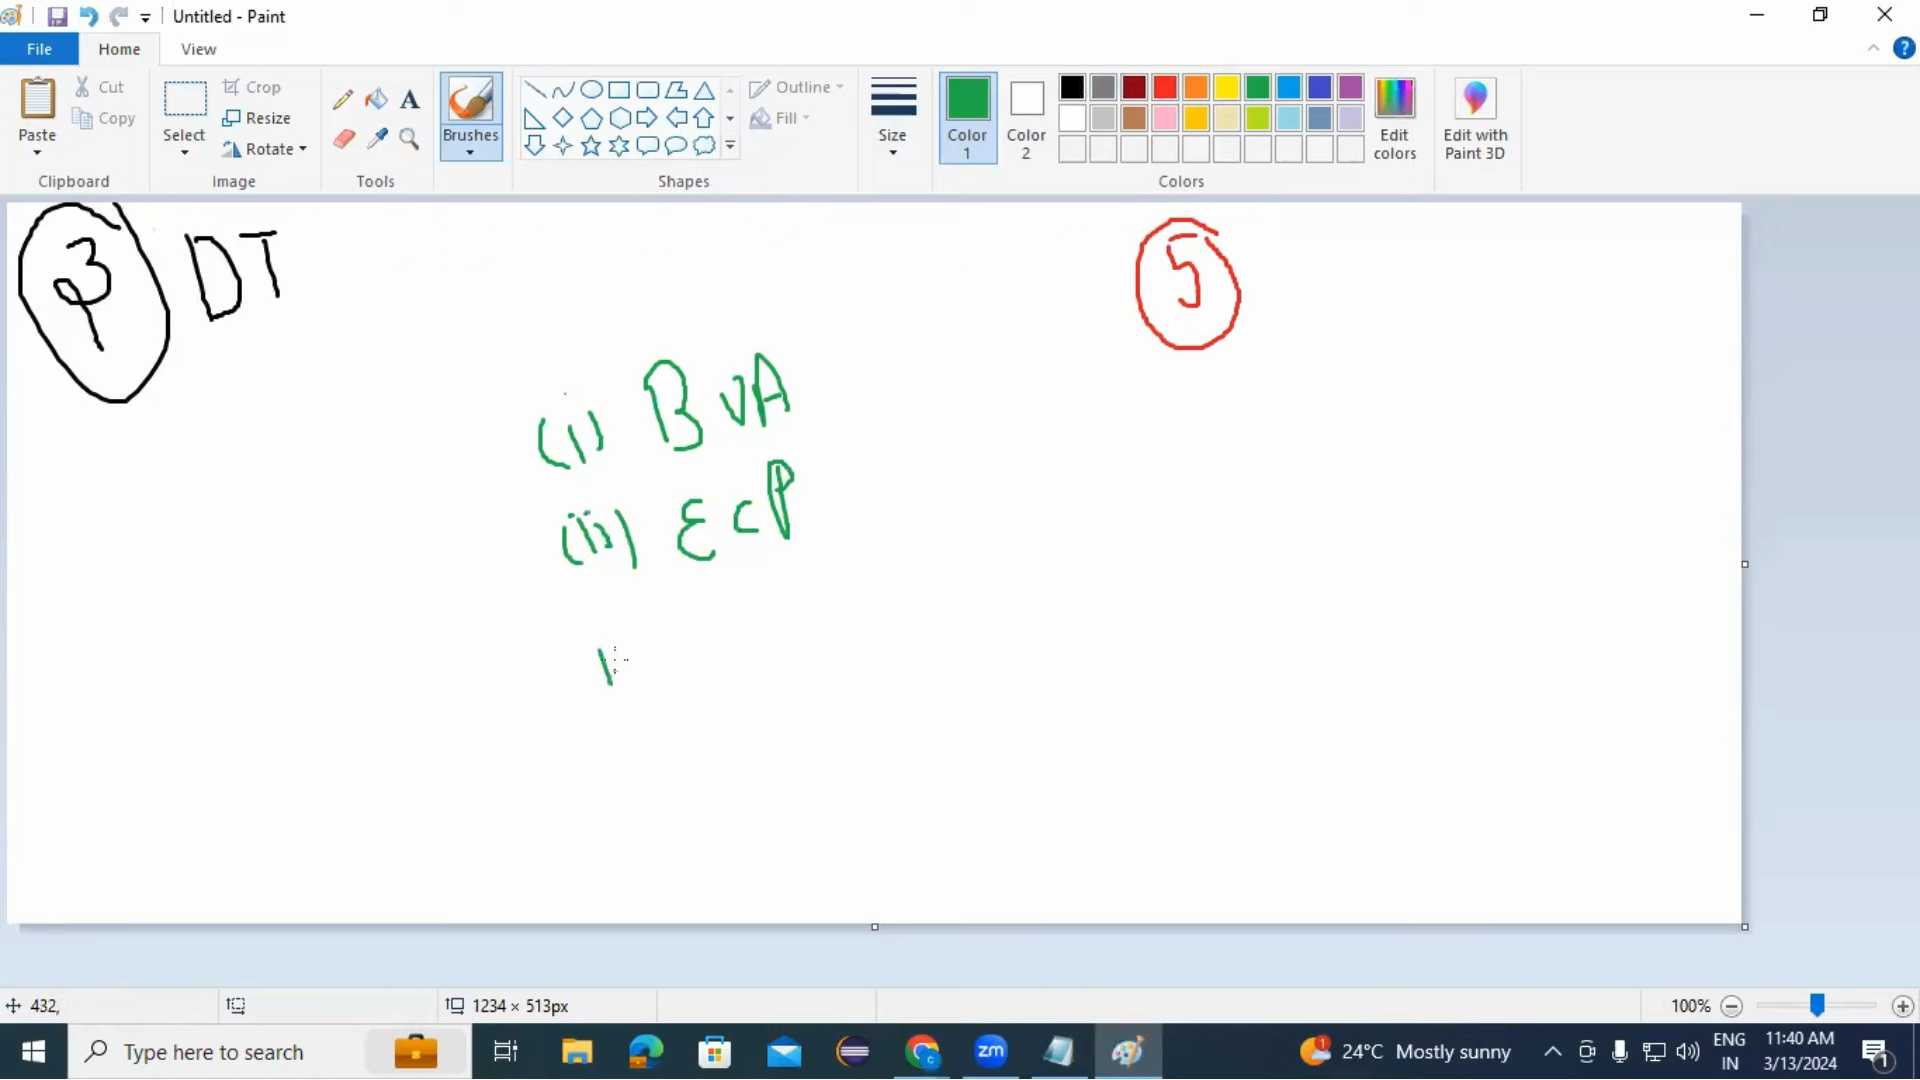 Untitled - Paint
File Home View
Paste Cut Copy Clipboard
Select Crop Resize Rotate Image
Tools
Brushes
Shapes
Outline Fill
Size
Color 1 Color 2
Edit colors
Colors
Edit with Paint 3D
3 DT
5
(i) BVA
(ii) ECP
432,
1234 × 513px
100%
Type here to search
zm
24°C Mostly sunny
ENG IN
11:40 AM
3/13/2024
1